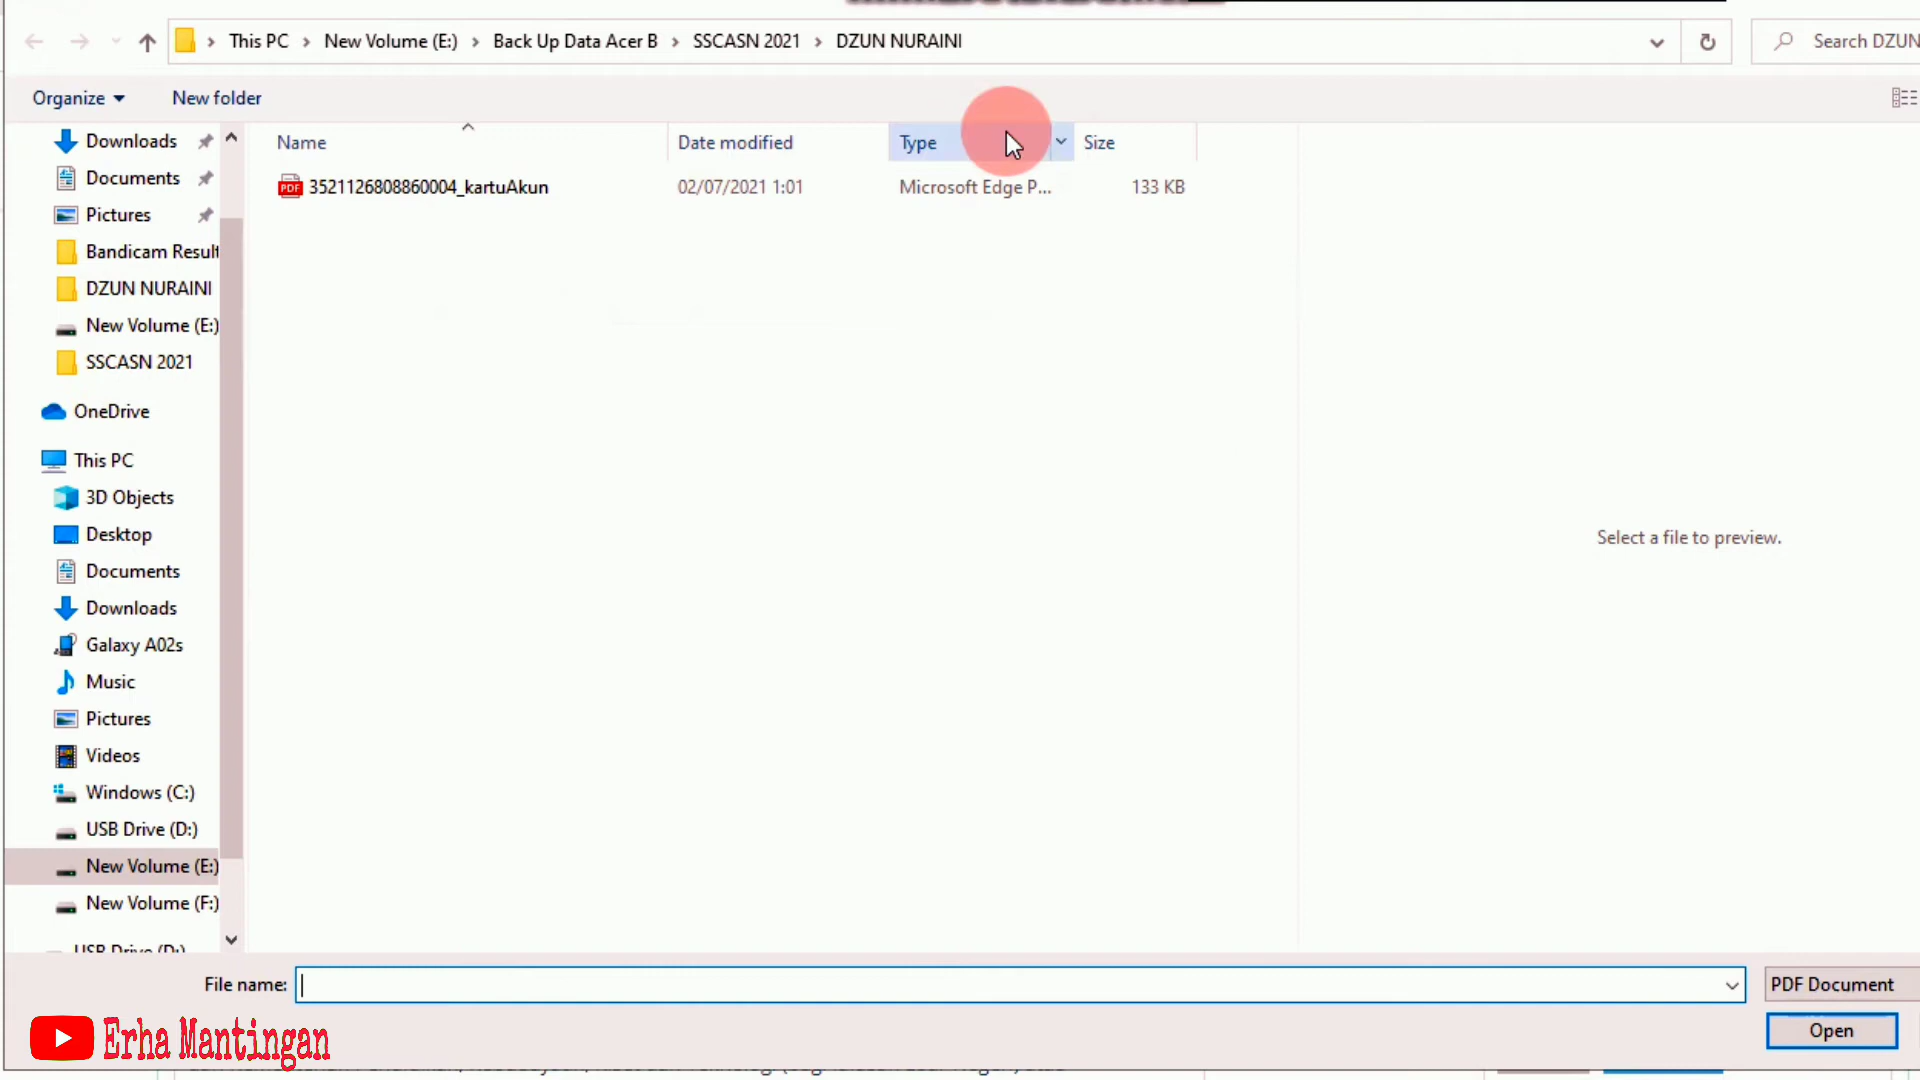 This PC > New Volume (E:) > Back Up Data Acer B > SSCASN 2021 > DZUN NURAINI
Search DZUN
Organize
New folder
Name
Date modified
Type
Size
3521126808860004_kartuAkun
02/07/2021 1:01
Microsoft Edge P...
133 KB
Downloads
Documents
Pictures
Bandicam Result
DZUN NURAINI
New Volume (E:)
SSCASN 2021
OneDrive
This PC
3D Objects
Desktop
Documents
Downloads
Galaxy A02s
Music
Pictures
Videos
Windows (C:)
USB Drive (D:)
New Volume (E:)
New Volume (F:)
USB Drive (D:)
Select a file to preview.
File name:
PDF Document
Open
Erha Mantingan